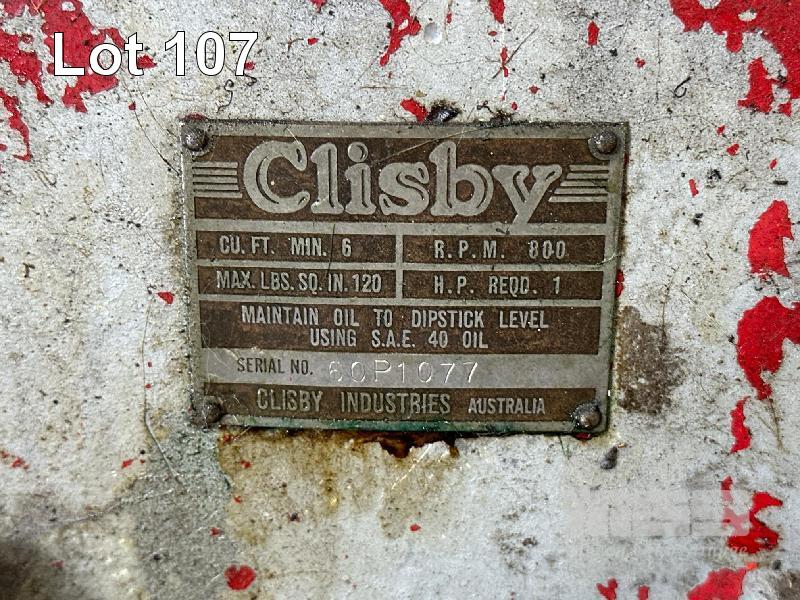 Lot 107
Clisby
CU. FT. MIN. 6 R. P. M. 800
MAX. LBS. SQ. IN. 120 H. P. REQD. 1
MAINTAIN OIL TO DIPSTICK LEVEL
USING S.A.E. 40 OIL
SERIAL NO. 60P1077
CLISBY INDUSTRIES AUSTRALIA